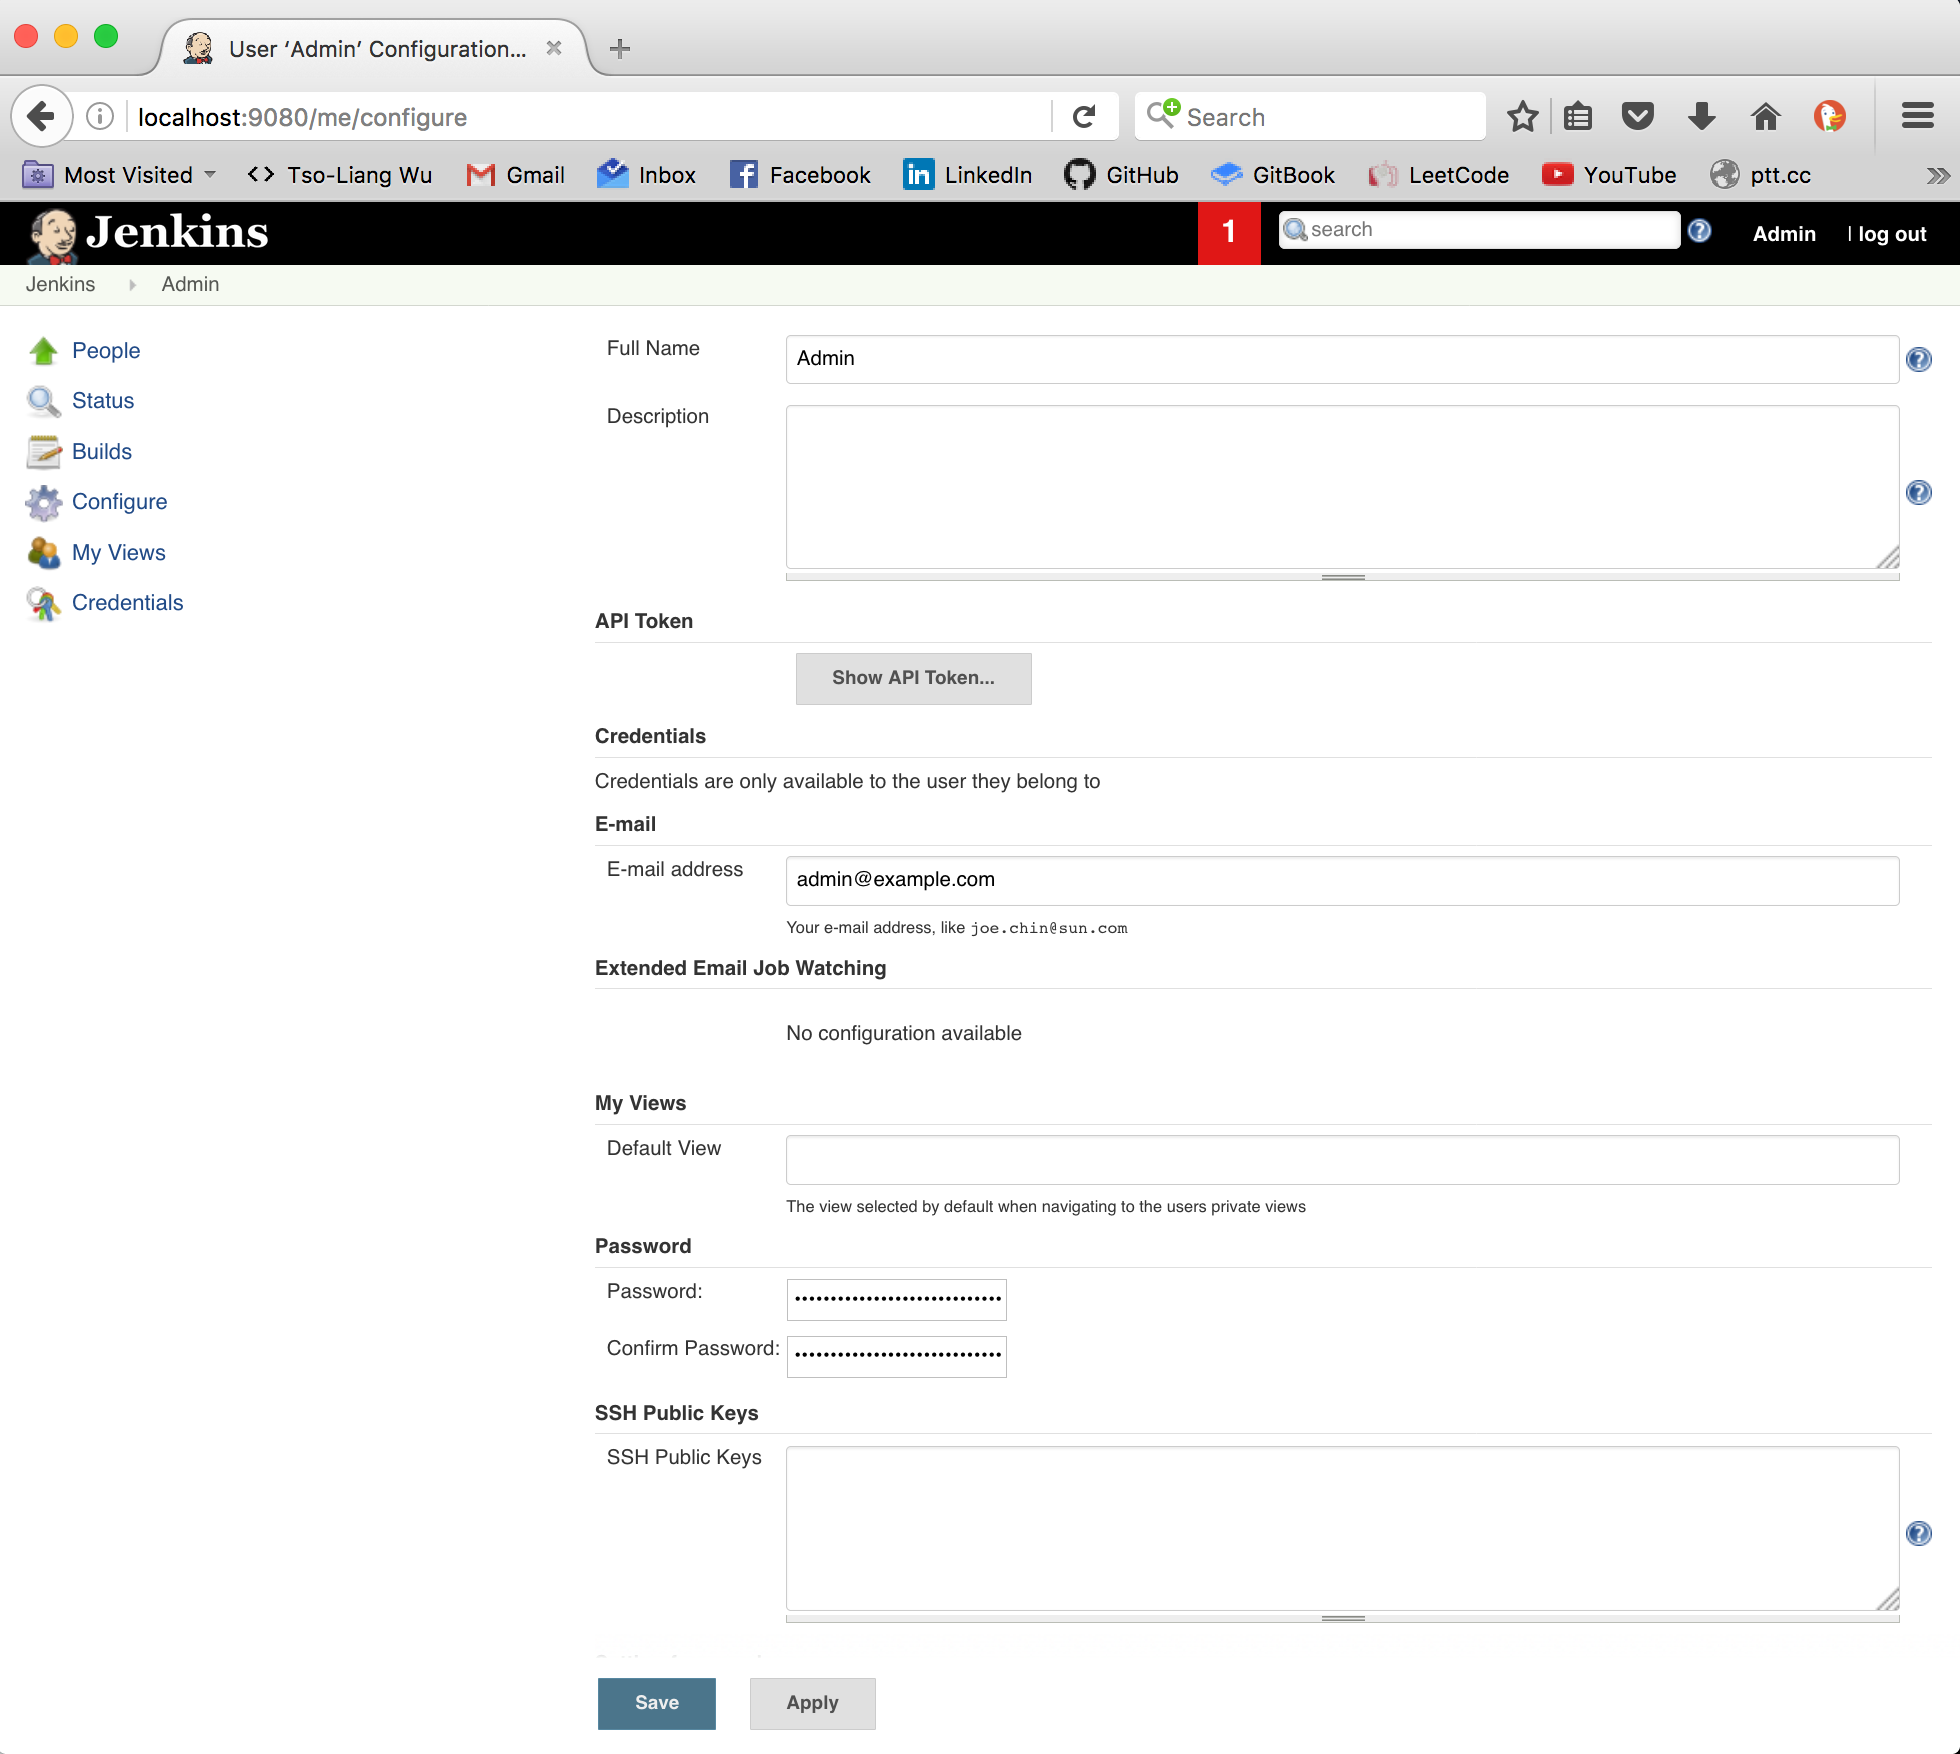 User ‘Admin’ Configuration...
localhost:9080/me/configure
Search
Most Visited
Tso-Liang Wu
Gmail
Inbox
Facebook
LinkedIn
GitHub
GitBook
LeetCode
YouTube
ptt.cc
Jenkins
1
search
Admin
| log out
Jenkins
Admin
People
Status
Builds
Configure
My Views
Credentials
Full Name
Admin
Description
API Token
Show API Token...
Credentials
Credentials are only available to the user they belong to
E-mail
E-mail address
admin@example.com
Your e-mail address, like joe.chin@sun.com
Extended Email Job Watching
No configuration available
My Views
Default View
The view selected by default when navigating to the users private views
Password
Password:
Confirm Password:
SSH Public Keys
SSH Public Keys
Save
Apply